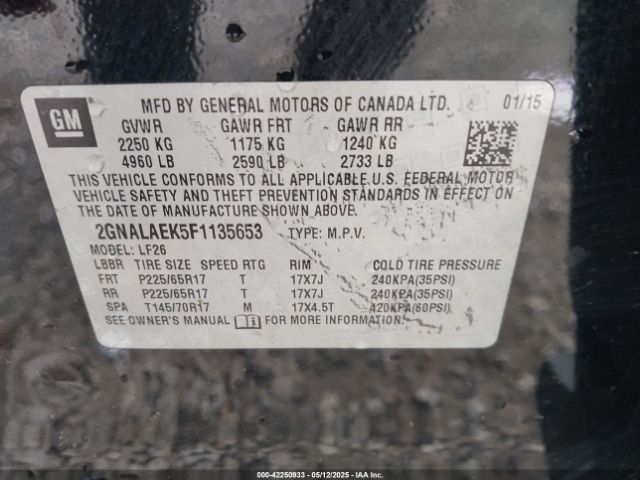 GM
MFD BY GENERAL MOTORS OF CANADA LTD. 01/15
GVWR GAWR FRT GAWR RR
2250 KG 1175 KG 1240 KG
4960 LB 2590 LB 2733 LB
THIS VEHICLE CONFORMS TO ALL APPLICABLE U.S. FEDERAL MOTOR
VEHICLE SAFETY AND THEFT PREVENTION STANDARDS IN EFFECT ON
THE DATE OF MANUFACTURE SHOWN ABOVE.
2GNALAEK5F1135653 TYPE: M.P.V.
MODEL: LF26
LBBR TIRE SIZE SPEED RTG RIM COLD TIRE PRESSURE
FRT P225/65R17 T 17X7J 240KPA(35PSI)
RR P225/65R17 T 17X7J 240KPA(35PSI)
SPA T145/70R17 M 17X4.5T 420KPA(60PSI)
SEE OWNER'S MANUAL FOR MORE INFORMATION.
000-42250933 - 05/12/2025 - IAAI